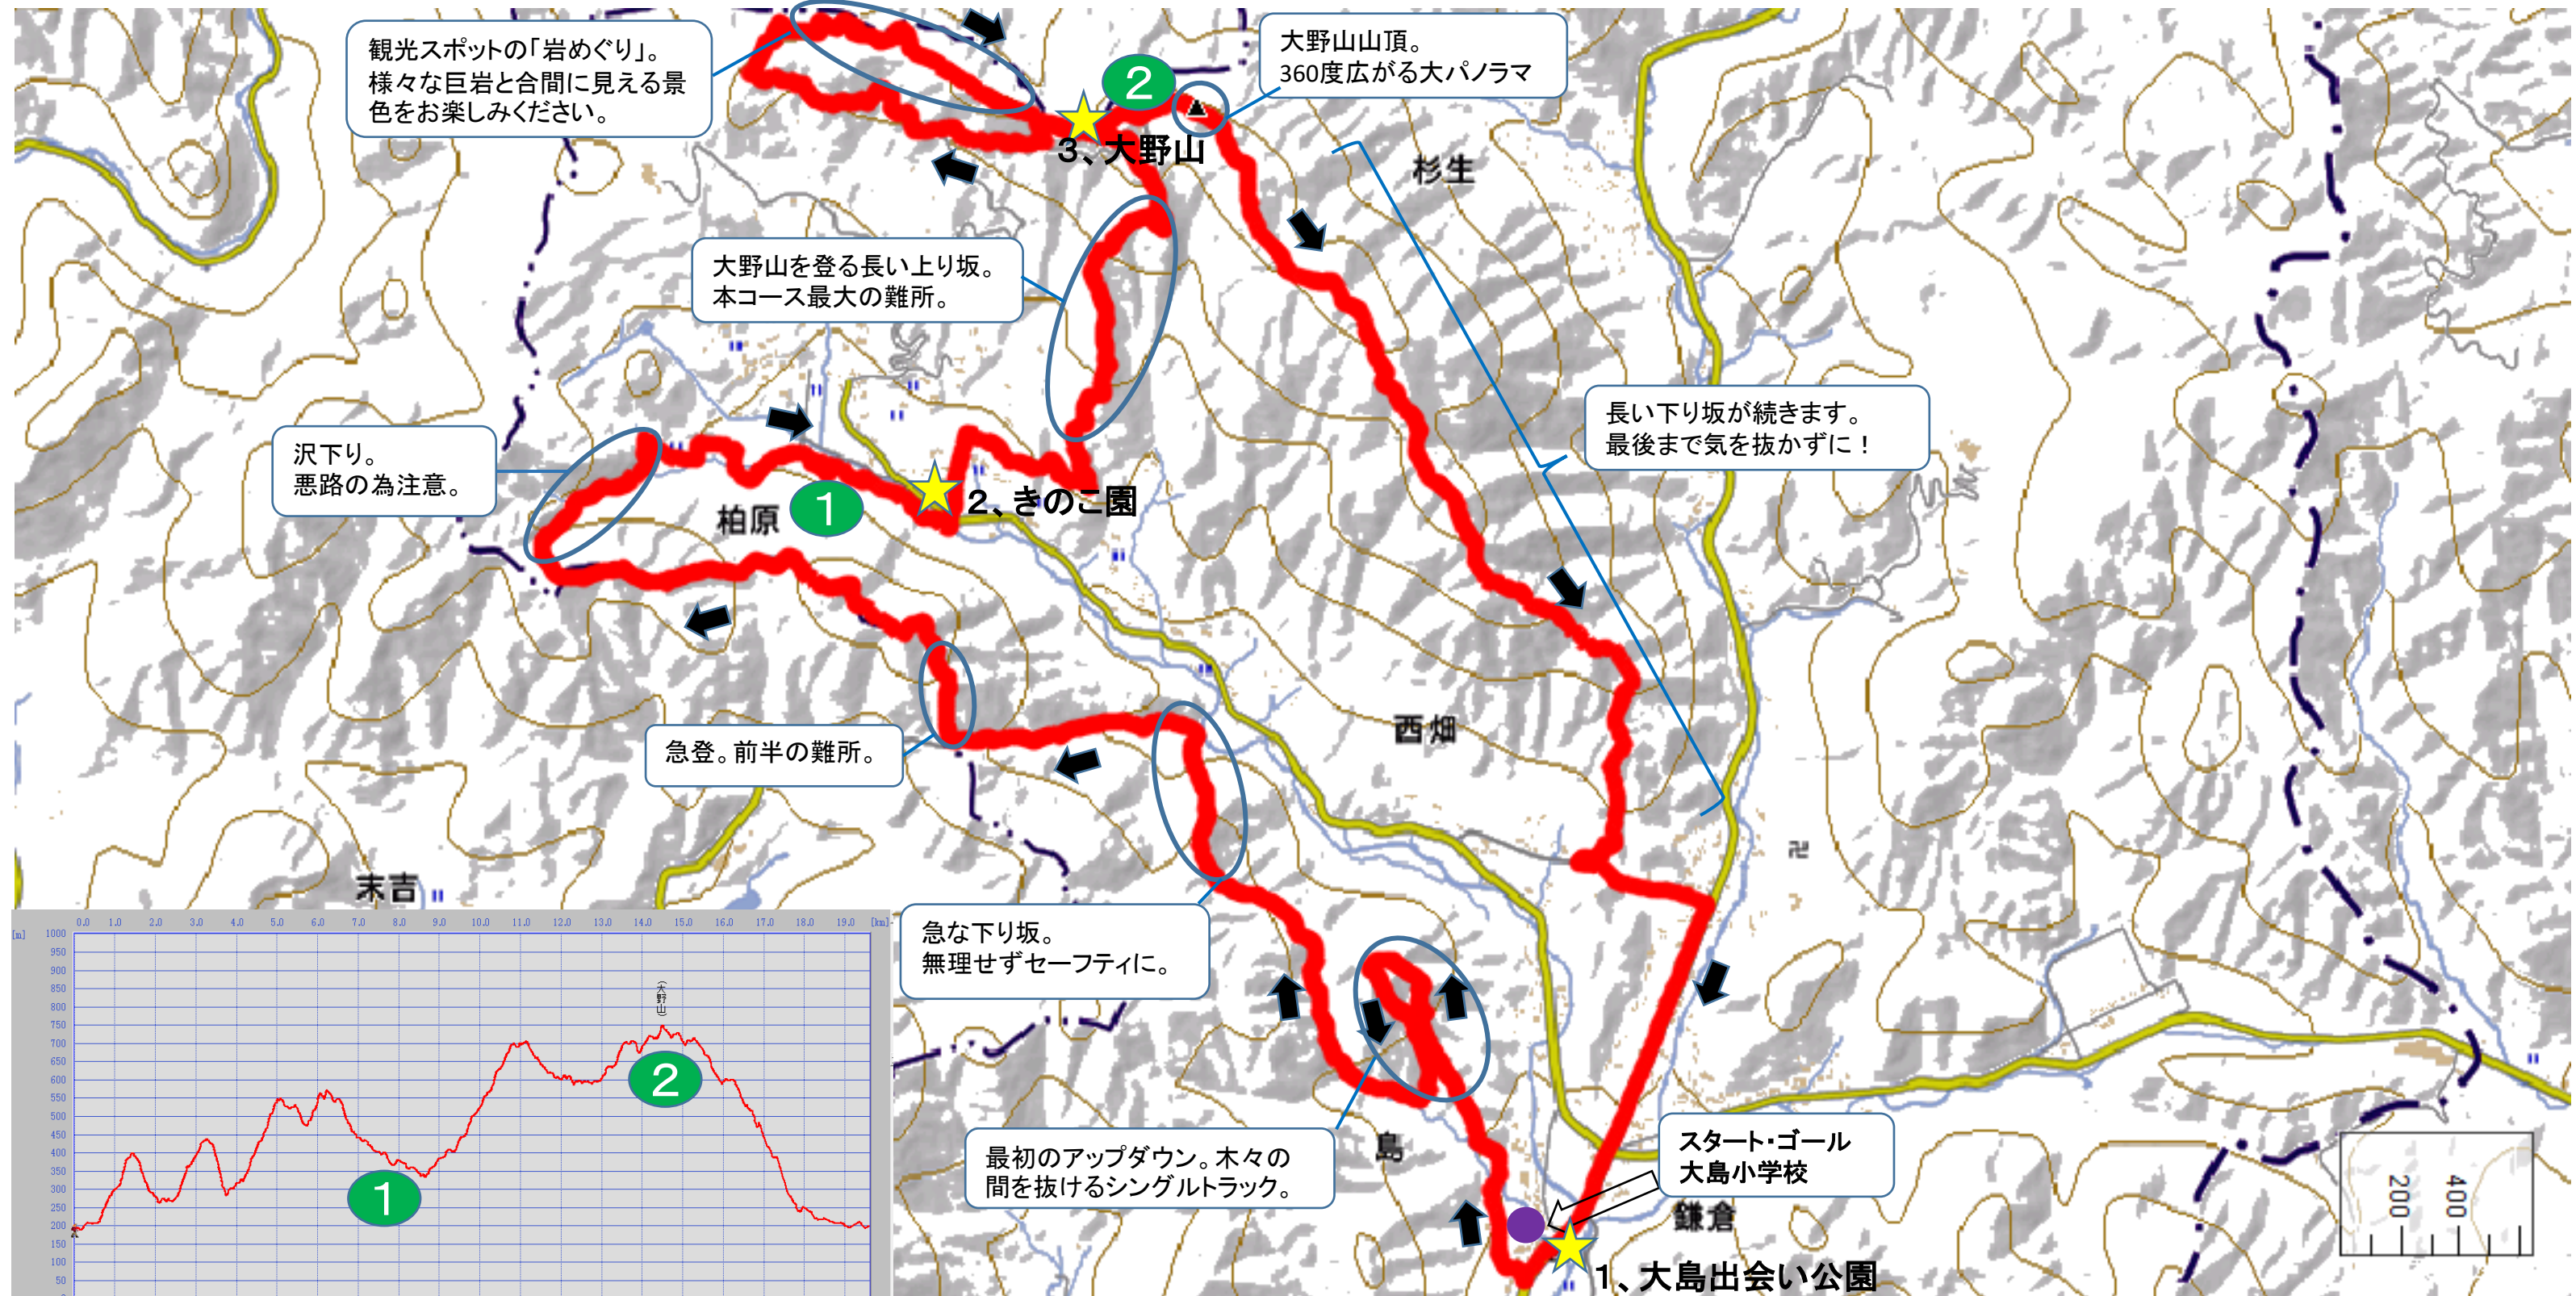 観光スポットの「岩めぐり」。
様々な巨岩と合間に見える景
色をお楽しみください。
2
大野山山頂。
360度広がる大パノラマ
3、大野山
杉生
大野山を登る長い上り坂。
本コース最大の難所。
長い下り坂が続きます。
最後まで気を抜かずに！
沢下り。
悪路の為注意。
柏原
1
2、きのこ園
西畑
急登。前半の難所。
末吉
急な下り坂。
無理せずセーフティに。
最初のアップダウン。木々の
間を抜けるシングルトラック。
島
スタート・ゴール
大島小学校
鎌倉
1、大島出会い公園
200
400
0.0 1.0 2.0 3.0 4.0 5.0 6.0 7.0 8.0 9.0 10.0 11.0 12.0 13.0 14.0 15.0 16.0 17.0 18.0 19.0 [km]
[m]
1000
950
900
850
800
750
700
650
600
550
500
450
400
350
300
250
200
150
100
50
(大野山)
2
1